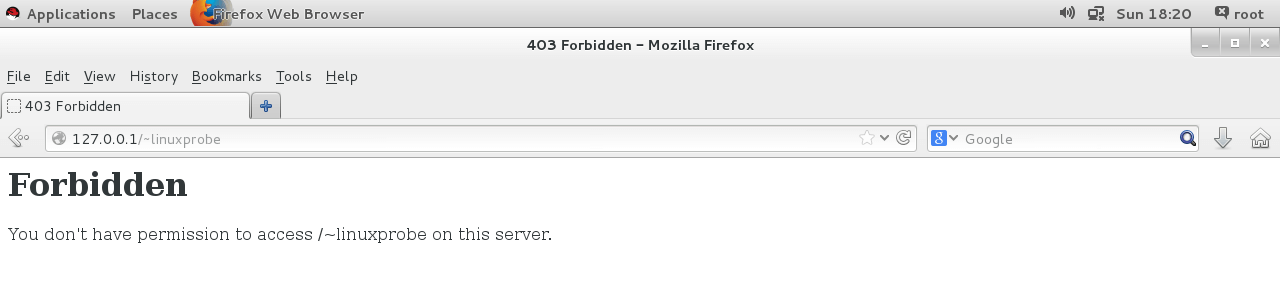 Applications Places Firefox Web Browser Sun 18:20 root
403 Forbidden - Mozilla Firefox
File Edit View History Bookmarks Tools Help
403 Forbidden
127.0.0.1/~linuxprobe Google
Forbidden
You don't have permission to access /~linuxprobe on this server.